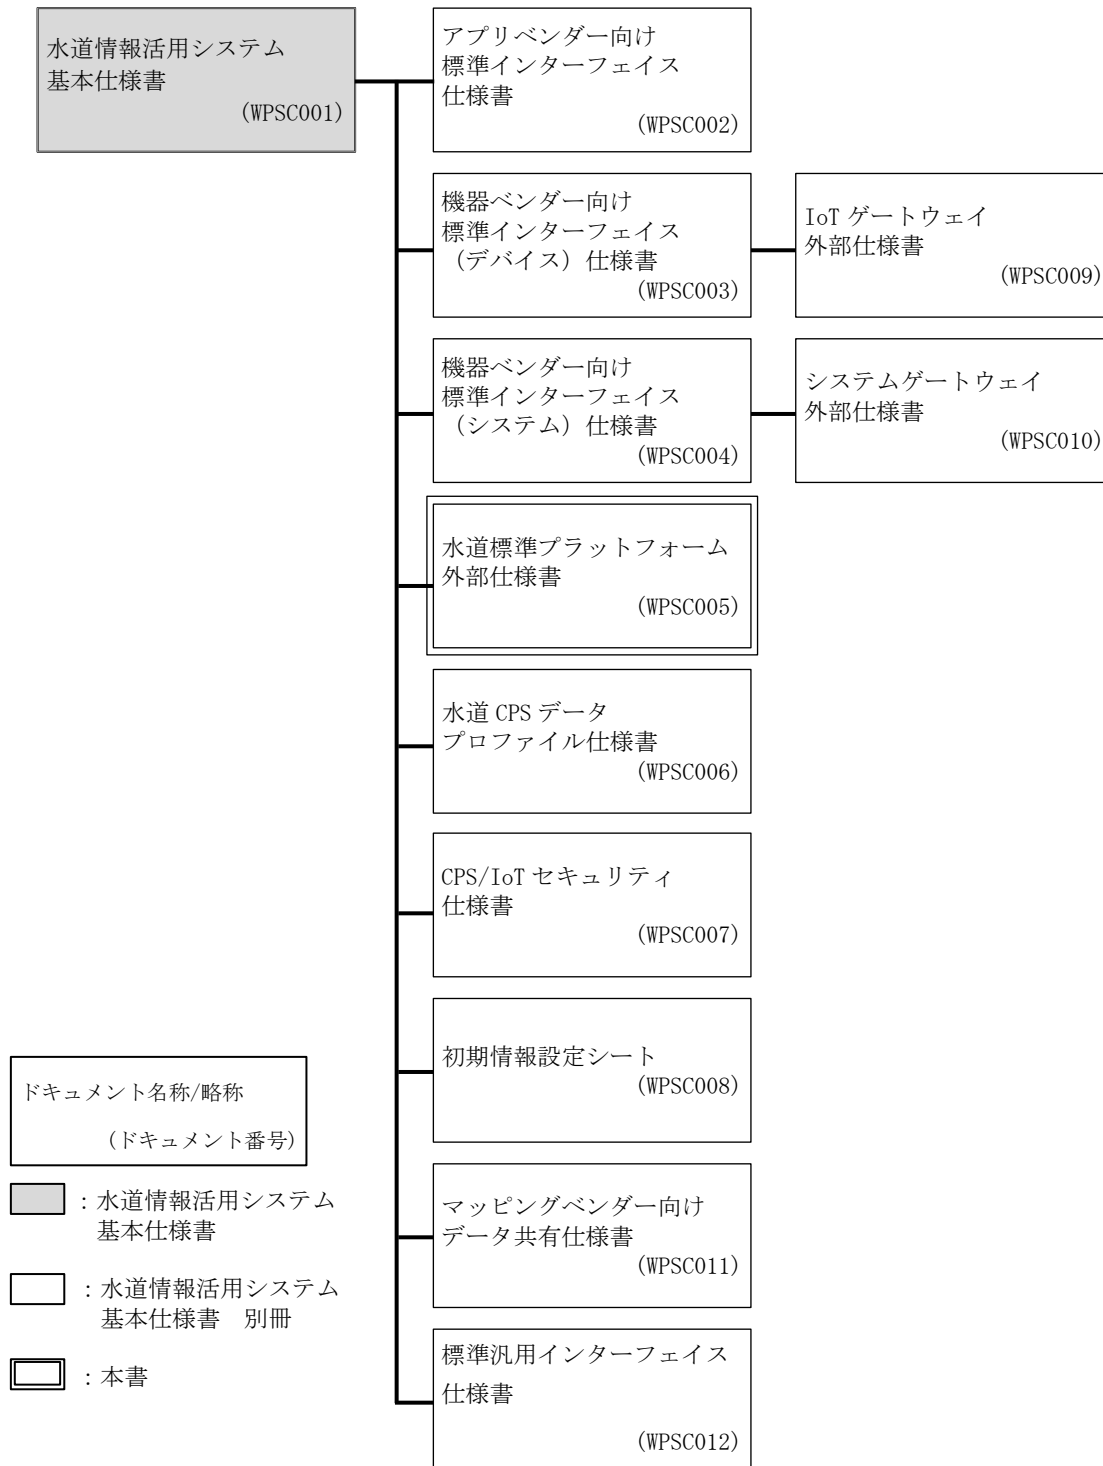 水道情報活用システム
基本仕様書
(WPSC001)
アプリベンダー向け
標準インターフェイス
仕様書
(WPSC002)
機器ベンダー向け
標準インターフェイス
（デバイス）仕様書
(WPSC003)
IoT ゲートウェイ
外部仕様書
(WPSC009)
機器ベンダー向け
標準インターフェイス
（システム）仕様書
(WPSC004)
システムゲートウェイ
外部仕様書
(WPSC010)
水道標準プラットフォーム
外部仕様書
(WPSC005)
水道 CPS データ
プロファイル仕様書
(WPSC006)
CPS/IoT セキュリティ
仕様書
(WPSC007)
初期情報設定シート
(WPSC008)
マッピングベンダー向け
データ共有仕様書
(WPSC011)
標準汎用インターフェイス
仕様書
(WPSC012)
ドキュメント名称/略称
(ドキュメント番号)
：水道情報活用システム
基本仕様書
：水道情報活用システム
基本仕様書　別冊
：本書